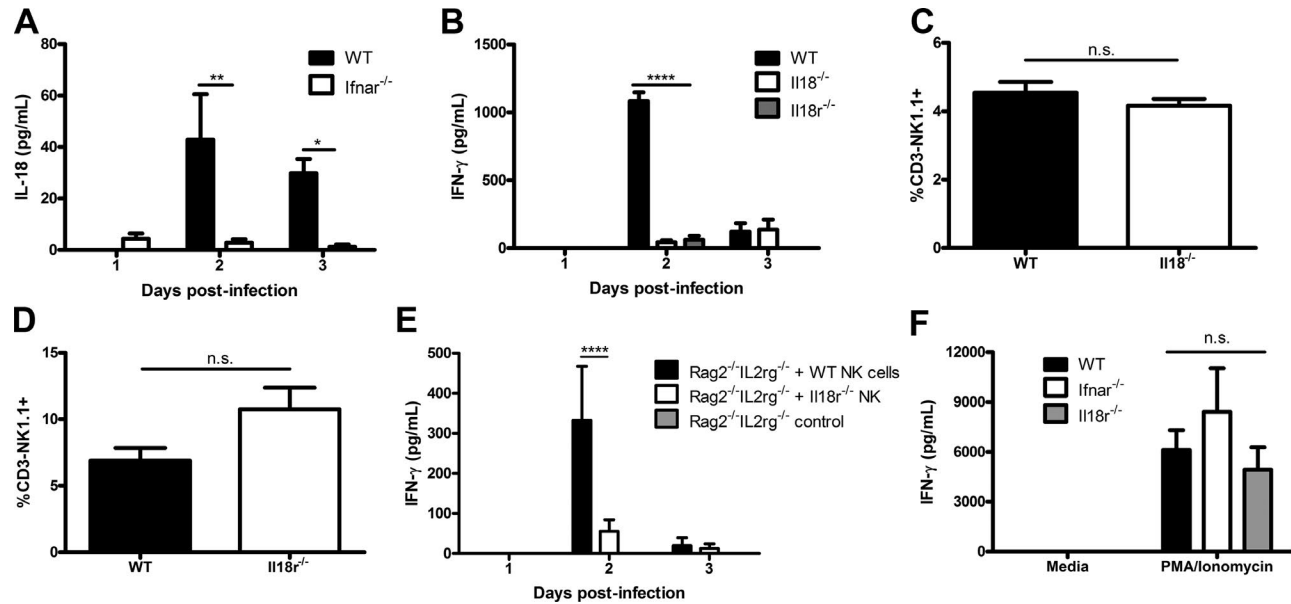 A
IL-18 (pg/mL)
80
60
40
20
0
WT
Ifnar-/-
**
*
1
2
3
Days post-infection
B
IFN-γ (pg/mL)
1500
1000
500
0
WT
Il18-/-
Il18r-/-
****
1
2
3
Days post-infection
C
%CD3-NK1.1+
6
4
2
0
n.s.
WT
Il18-/-
D
%CD3-NK1.1+
15
10
5
0
n.s.
WT
Il18r-/-
E
IFN-γ (pg/mL)
500
400
300
200
100
0
****
Rag2-/-IL2rg-/- + WT NK cells
Rag2-/-IL2rg-/- + Il18r-/- NK
Rag2-/-IL2rg-/- control
1
2
3
Days post-infection
F
IFN-γ (pg/mL)
12000
9000
6000
3000
0
WT
Ifnar-/-
Il18r-/-
n.s.
Media
PMA/Ionomycin